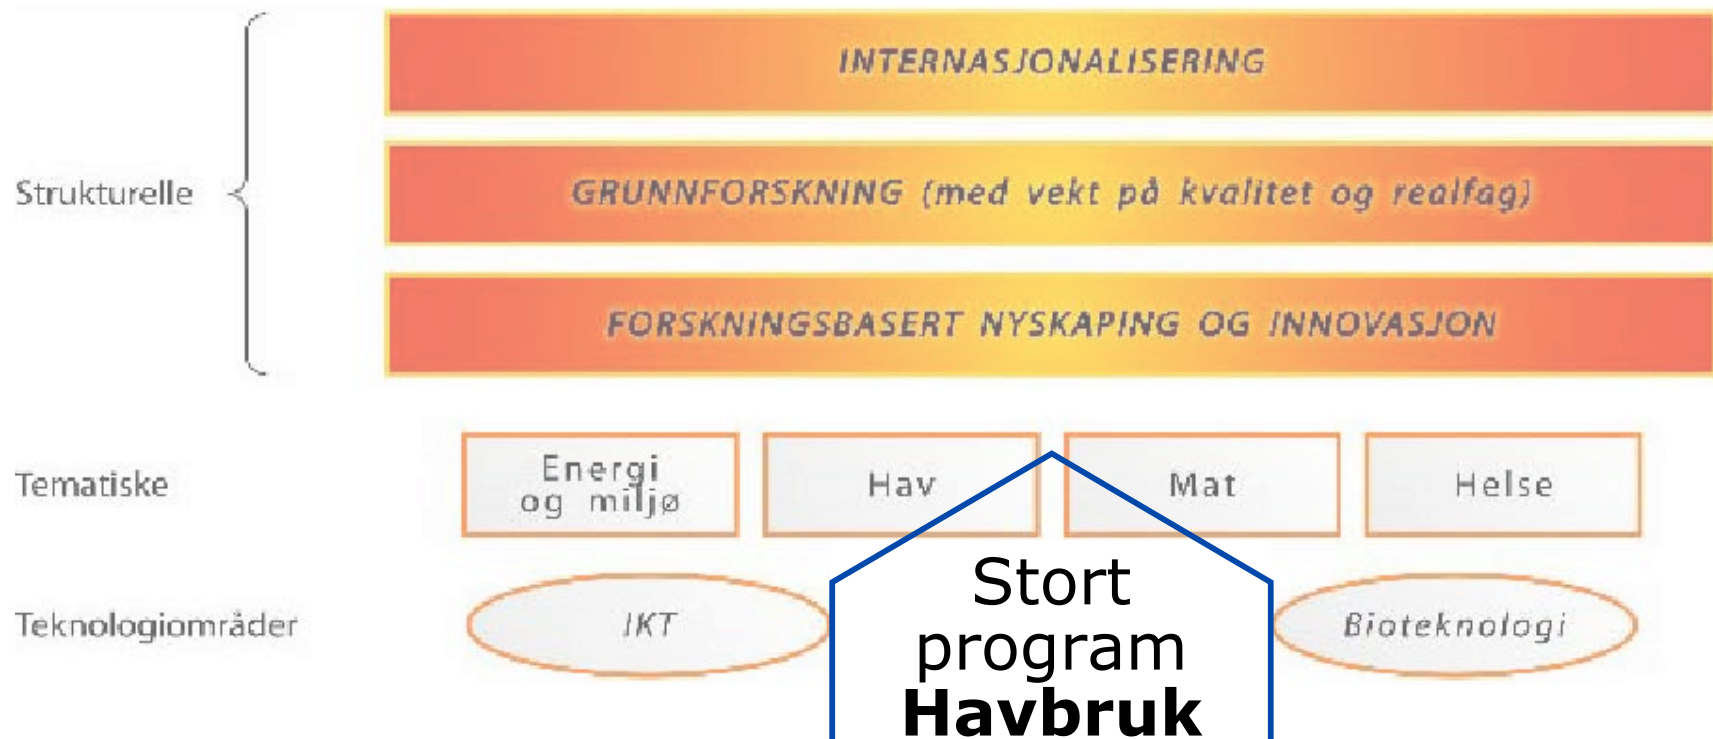 INTERNASJONALISERING
Strukturelle
GRUNNFORSKNING (med vekt på kvalitet og realfag)
FORSKNINGSBASERT NYSKAPING OG INNOVASJON
Tematiske
Energi
og miljø
Hav
Mat
Helse
Teknologiområder
IKT
Bioteknologi
Stort
program
Havbruk